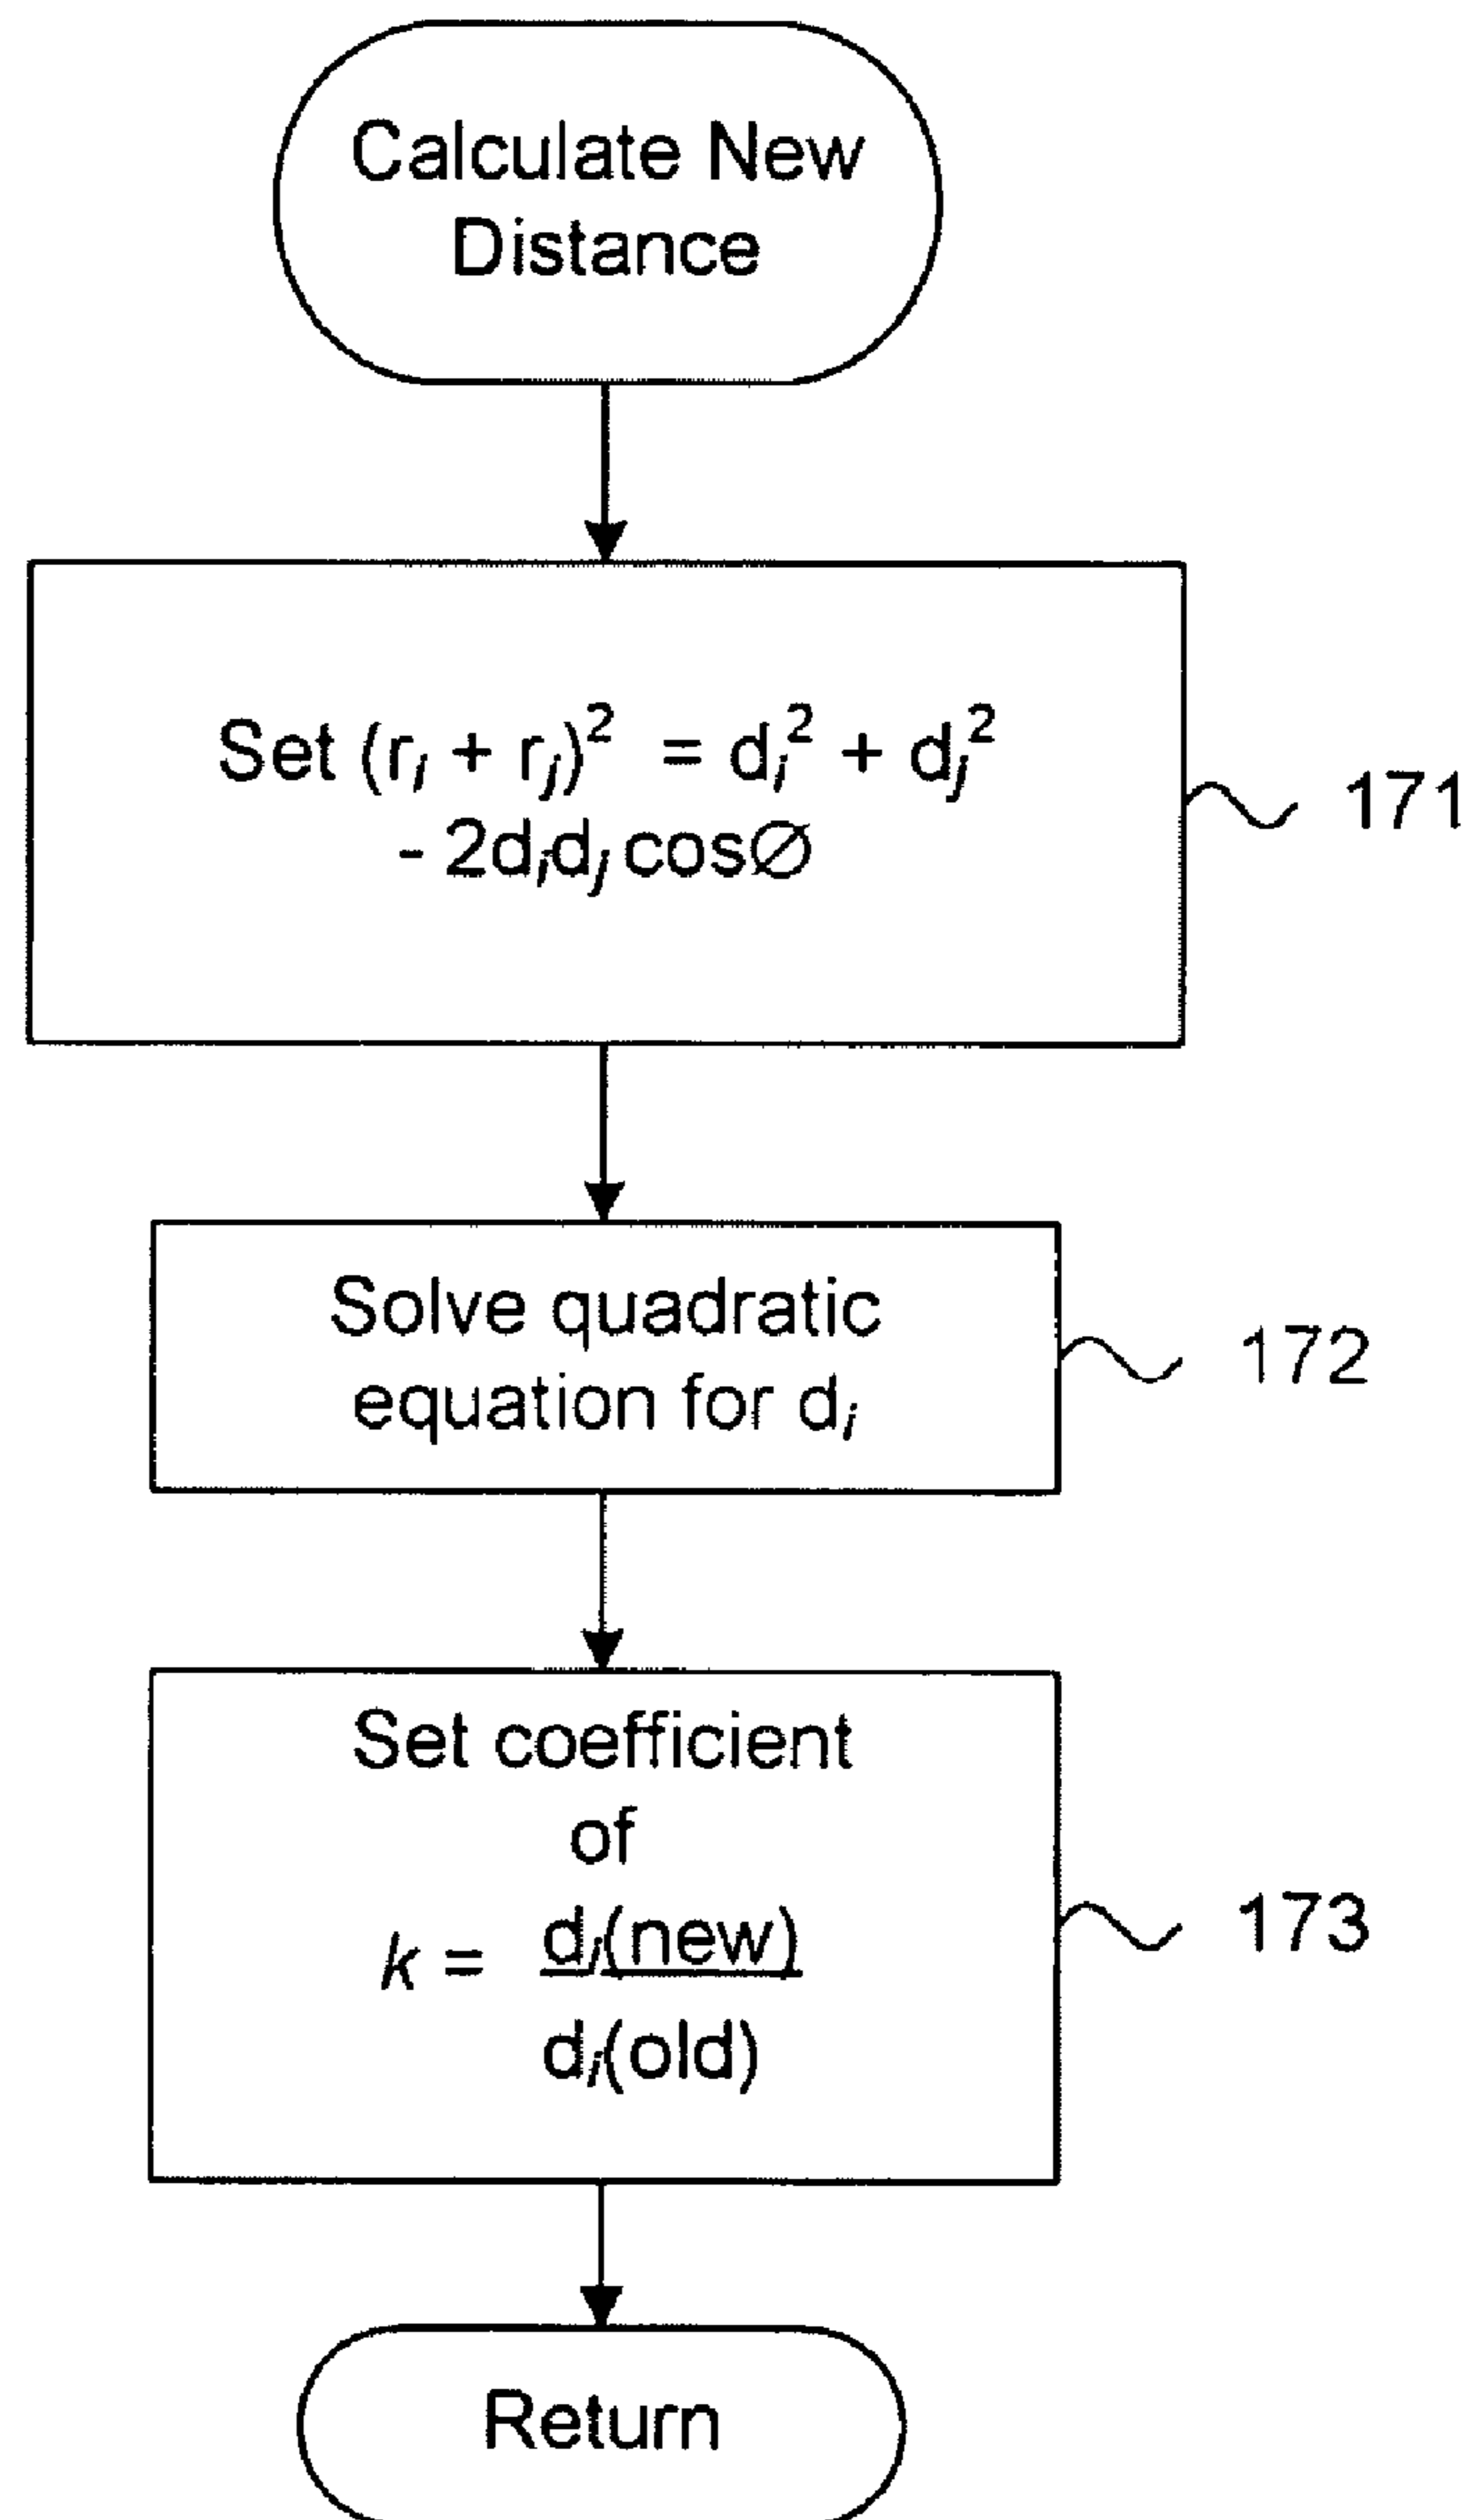 Calculate New
Distance
Set (rᵢ + rⱼ)² = dᵢ² + dⱼ²
- 2dᵢdⱼ cos∅
171
Solve quadratic
equation for dᵢ
172
Set coefficient
of
k = dᵢ(new)
dᵢ(old)
173
Return